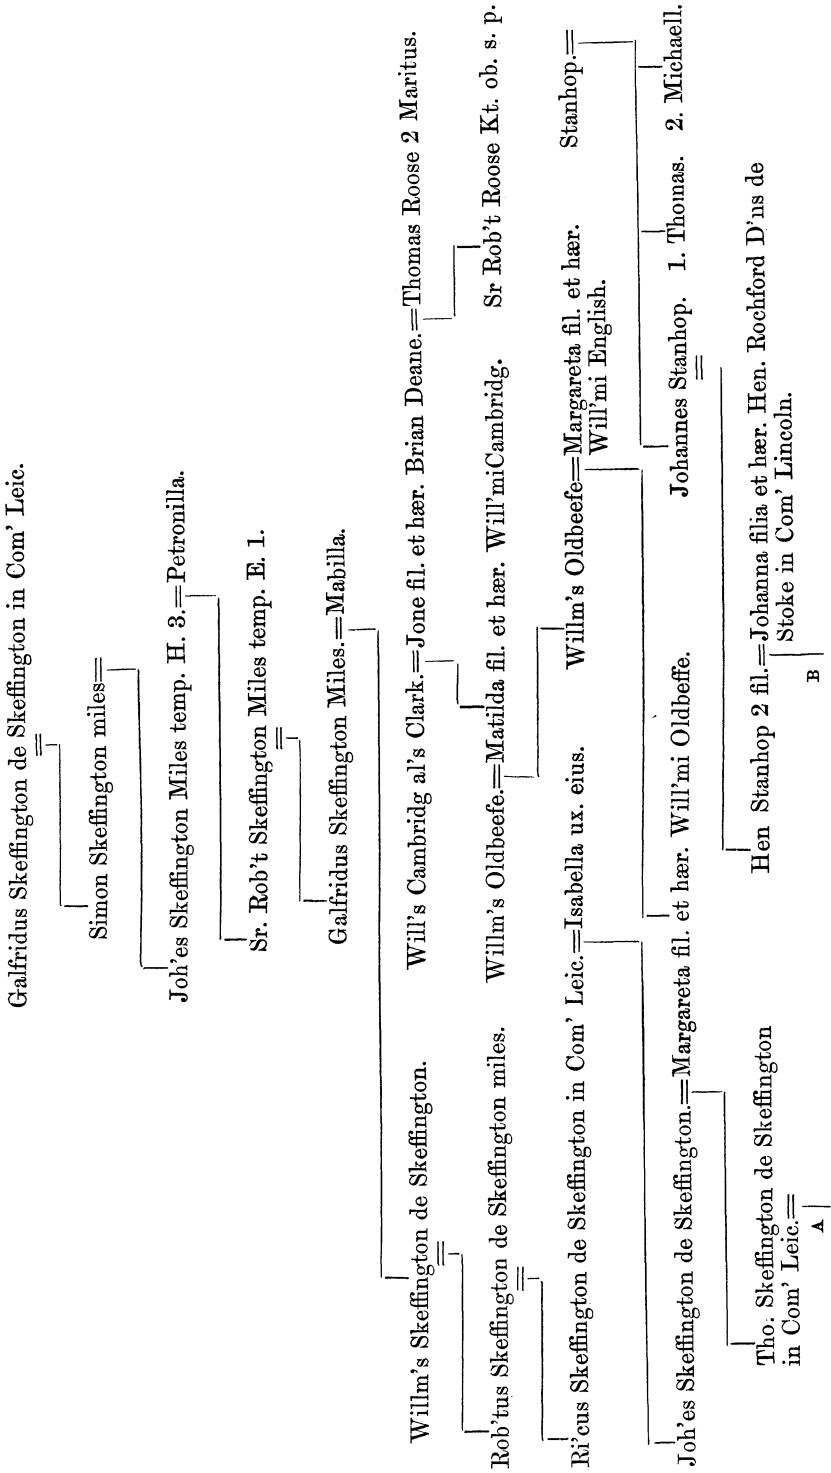 Galfridus Skeffington de Skeffington in Com' Leic.
Simon Skeffington miles=
Joh'es Skeffington Miles temp. H. 3.=Petronilla.
Sr. Rob't Skeffington Miles temp. E. 1.
Galfridus Skeffington Miles.=Mabilla.
Willm's Skeffington de Skeffington. Will's Cambridg al's Clark.=Jone fil. et hær. Brian Deane.=Thomas Roose 2 Maritus.
Rob'tus Skeffington de Skeffington miles. Willm's Oldbeefe.=Matilda fil. et hær. Will'miCambridg. Sr Rob't Roose Kt. ob. s. p.
Ri'cus Skeffington de Skeffington in Com' Leic.=Isabella ux. eius. Willm's Oldbeefe=Margareta fil. et hær. Stanhop.=
Will'mi English.
Joh'es Skeffington de Skeffington.=Margareta fil. et hær. Will'mi Oldbeffe. Johannes Stanhop. 1. Thomas. 2. Michaell.
Tho: Skeffington de Skeffington
in Com' Leic.=
A
Hen Stanhop 2 fil.=Johanna filia et hær. Hen. Rochford D'ns de
Stoke in Com' Lincoln.
B